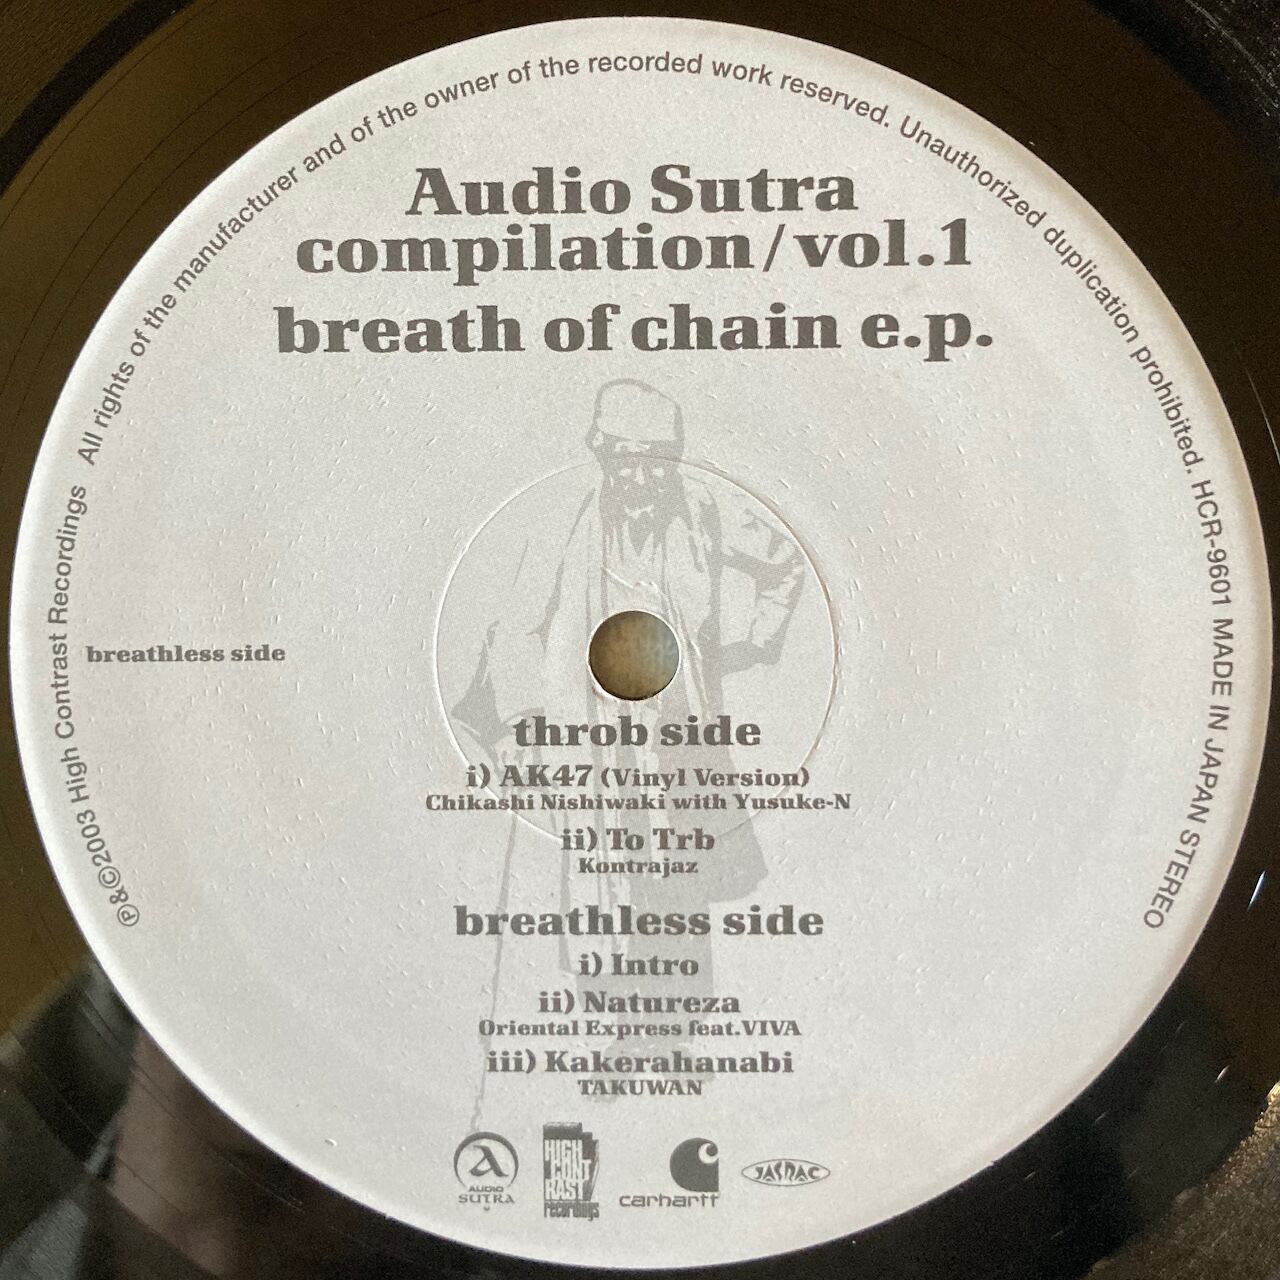 ℗&©2003 High Contrast Recordings All rights of the manufacturer and of the owner of the recorded work reserved. Unauthorized duplication prohibited. HCR-9601 MADE IN JAPAN STEREO
Audio Sutra
compilation/vol.1
breath of chain e.p.
breathless side
throb side
i) AK47 (Vinyl Version)
Chikashi Nishiwaki with Yusuke-N
ii) To Trb
Kontrajaz
breathless side
i) Intro
ii) Natureza
Oriental Express feat.VIVA
iii) Kakerahanabi
TAKUWAN
AUDIO
SUTRA
HIGH
CONT
RAST
recordings
carhartt
JASRAC